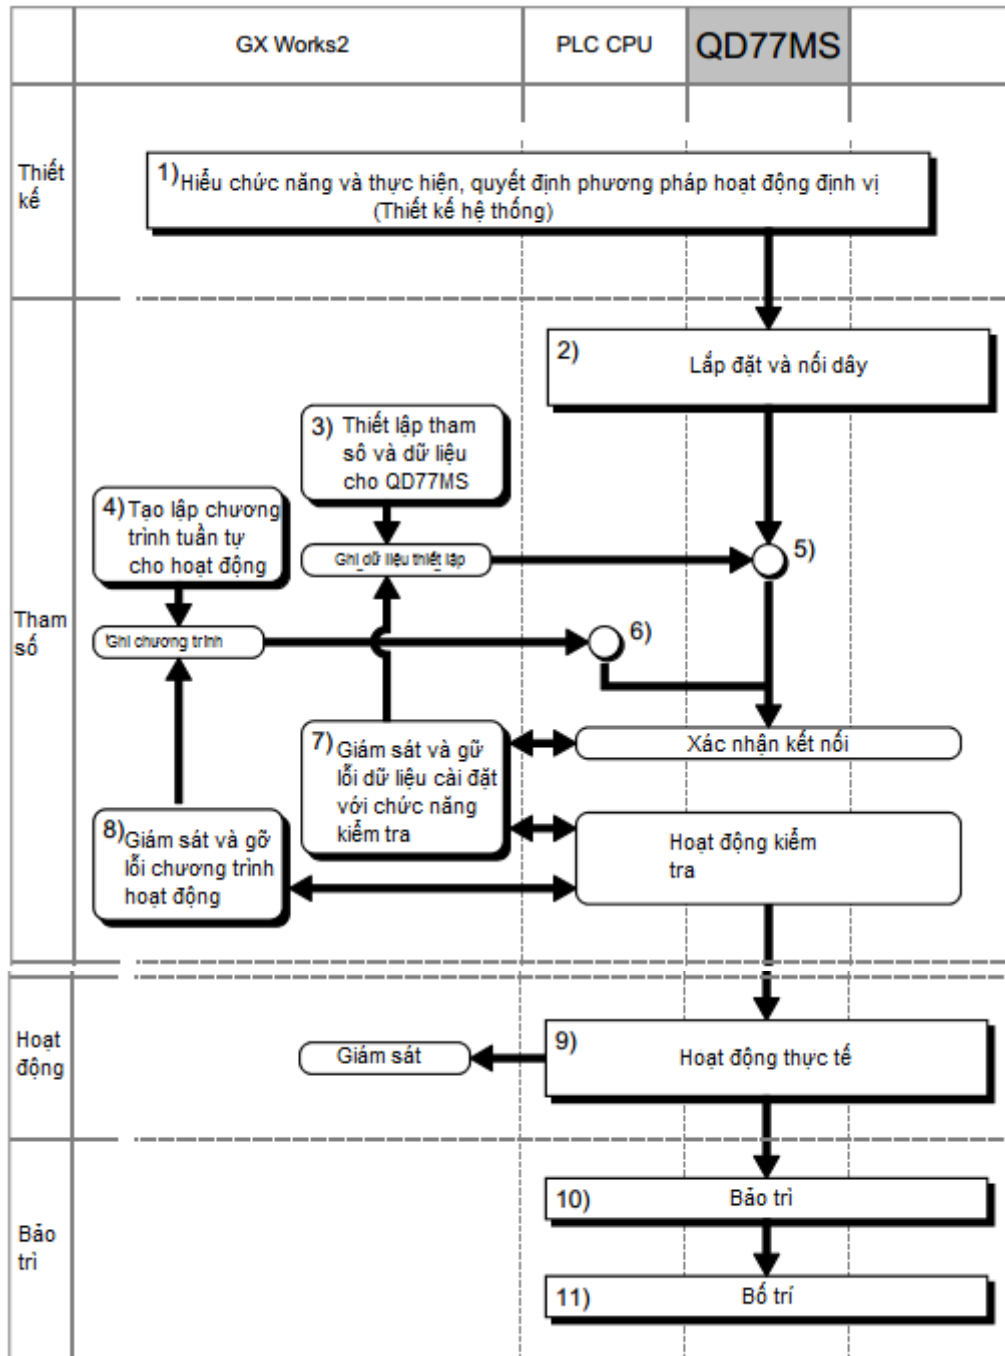 GX Works2
PLC CPU
QD77MS
Thiết
kế
1) Hiểu chức năng và thực hiện, quyết định phương pháp hoạt động định vị
(Thiết kế hệ thống)
2) Lắp đặt và nối dây
3) Thiết lập tham
số và dữ liệu
cho QD77MS
4) Tạo lập chương
trình tuần tự
cho hoạt động
Ghi dữ liệu thiết lập
5)
Tham
số
Ghi chương trình
6)
7) Giám sát và gữ
lỗi dữ liệu cài đặt
với chức năng
kiểm tra
Xác nhận kết nối
8) Giám sát và gỡ
lỗi chương trình
hoạt động
Hoạt động kiểm
tra
Hoạt
động
Giám sát
9) Hoạt động thực tế
10) Bảo trì
Bảo
trì
11) Bố trí